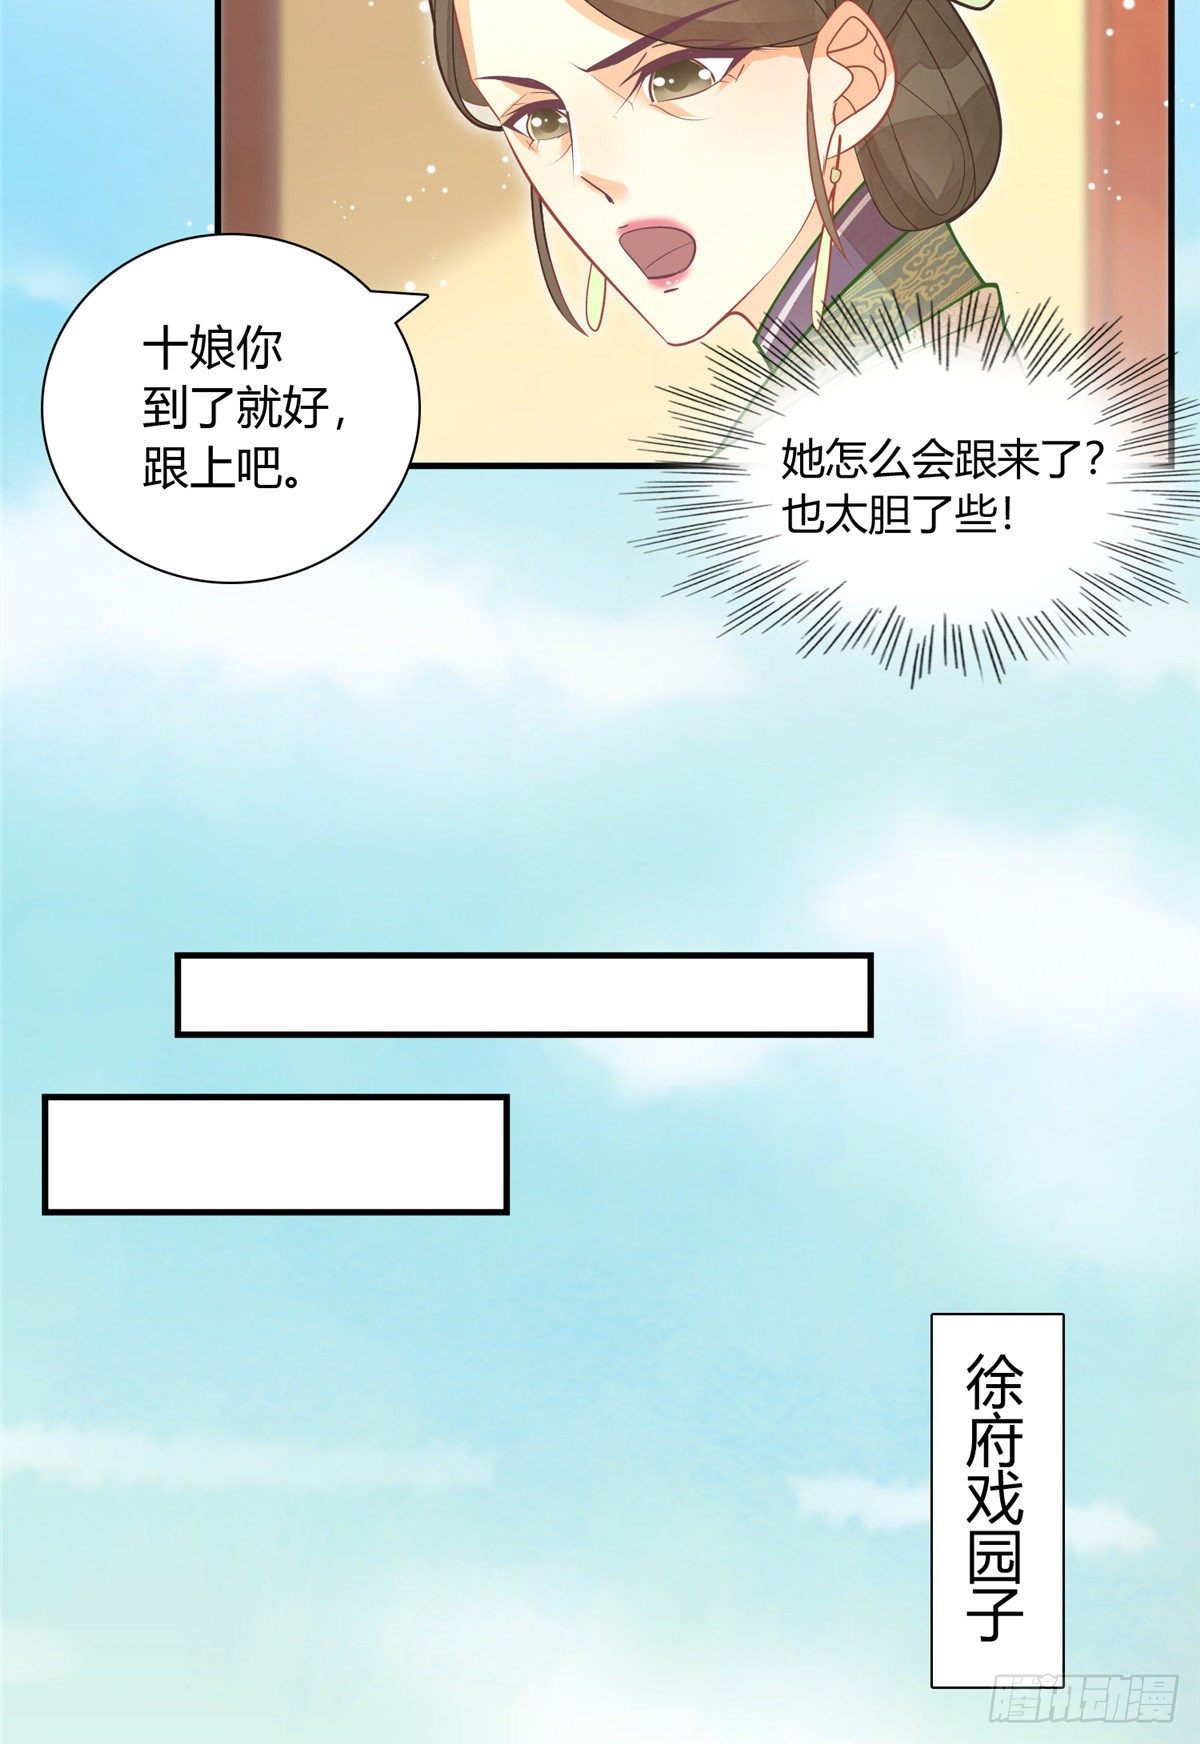 十娘你
到了就好，
跟上吧。
她怎么会跟来了？
也太胆了些！
徐府戏园子
腾讯动漫